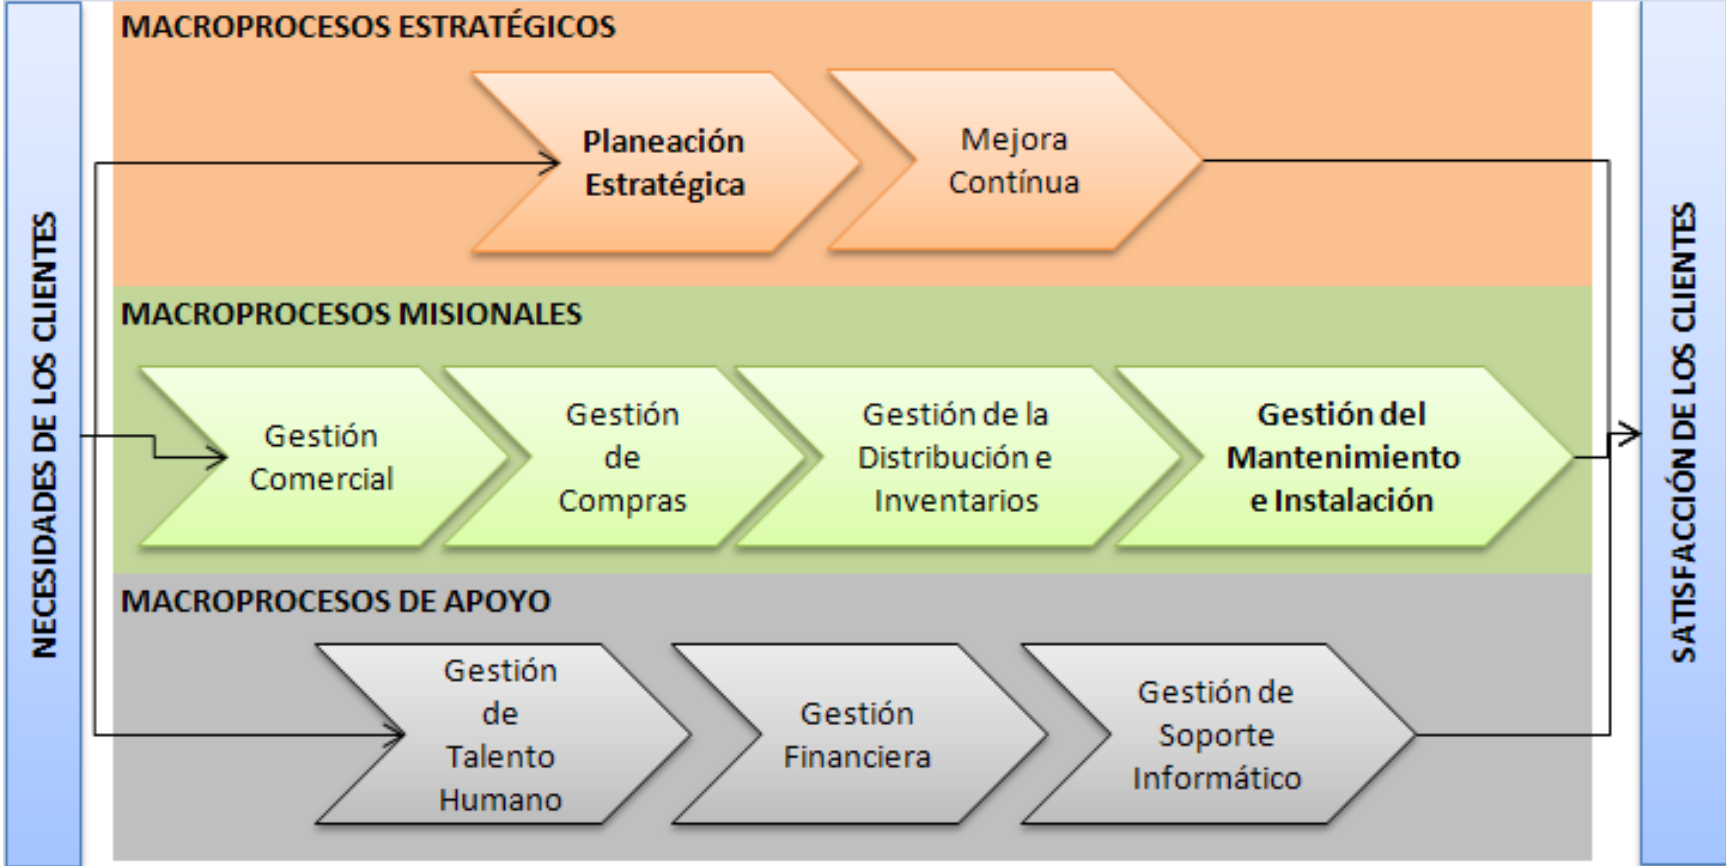 NECESIDADES DE LOS CLIENTES
MACROPROCESOS ESTRATÉGICOS
Planeación
Estratégica
Mejora
Contínua
MACROPROCESOS MISIONALES
Gestión
Comercial
Gestión
de
Compras
Gestión de la
Distribución e
Inventarios
Gestión del
Mantenimiento
e Instalación
MACROPROCESOS DE APOYO
Gestión
de
Talento
Humano
Gestión
Financiera
Gestión de
Soporte
Informático
SATISFACCIÓN DE LOS CLIENTES